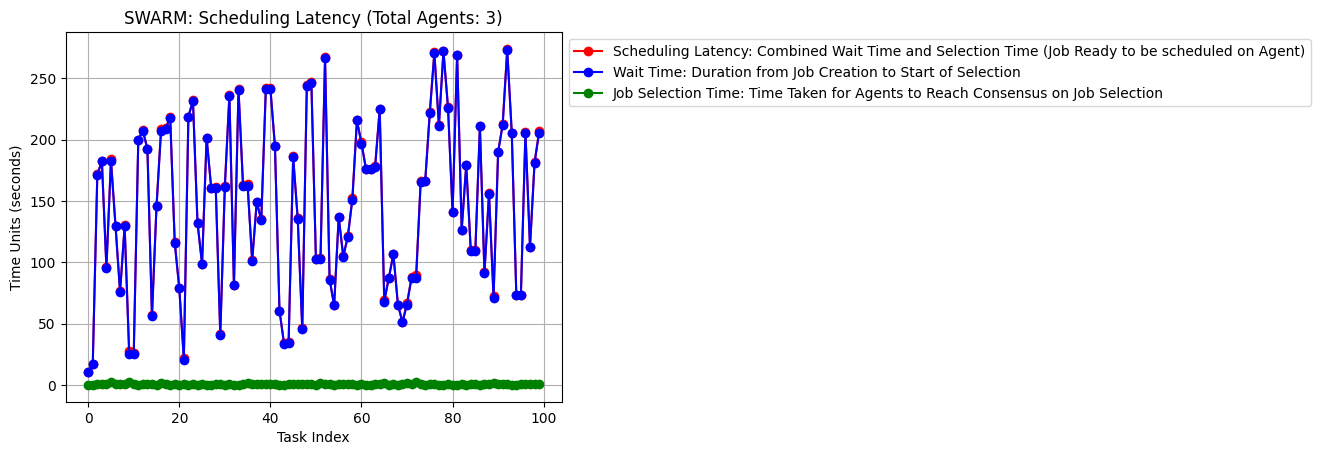 SWARM: Scheduling Latency (Total Agents: 3)
Scheduling Latency: Combined Wait Time and Selection Time (Job Ready to be scheduled on Agent)
Wait Time: Duration from Job Creation to Start of Selection
Job Selection Time: Time Taken for Agents to Reach Consensus on Job Selection
Time Units (seconds)
250
200
150
100
50
0
0 20 40 60 80 100
Task Index